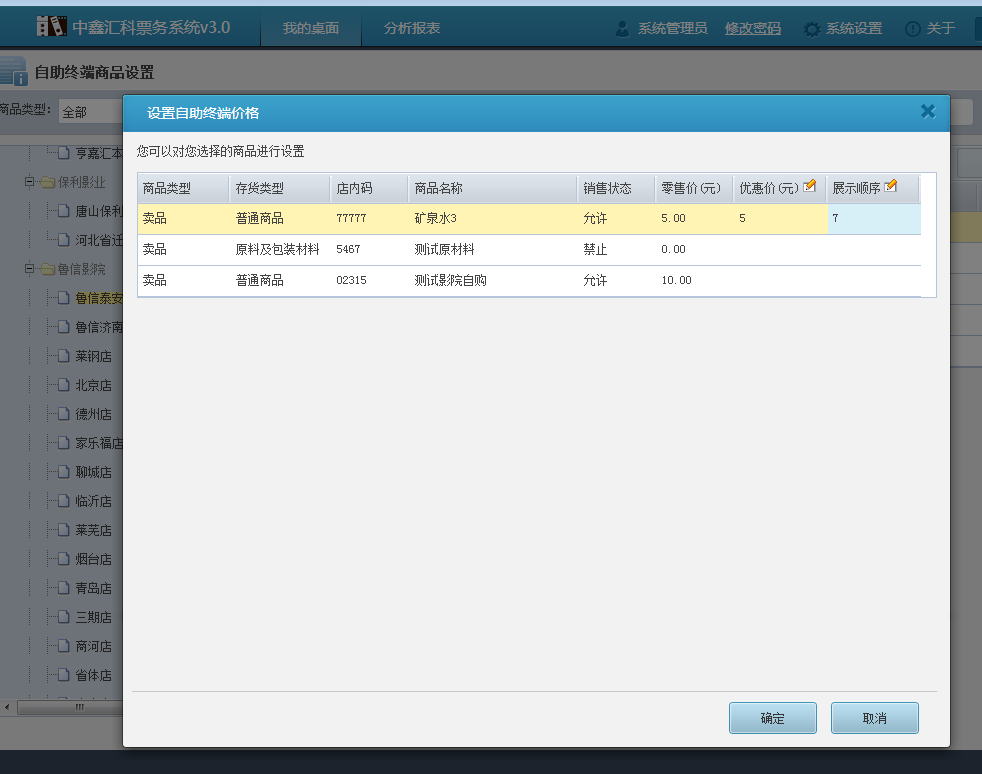 中鑫汇科票务系统v3.0 我的桌面 分析报表 系统管理员 修改密码 系统设置 关于
自助终端商品设置
商品类型: 全部
设置自助终端价格
您可以对您选择的商品进行设置
商品类型 存货类型 店内码 商品名称 销售状态 零售价(元) 优惠价(元) 展示顺序
卖品 普通商品 77777 矿泉水3 允许 5.00 5 7
卖品 原料及包装材料 5467 测试原材料 禁止 0.00
卖品 普通商品 02315 测试影院自购 允许 10.00
亨嘉汇本
保利影业
唐山保利
河北省迁
鲁信影院
鲁信泰安
鲁信济南
莱钢店
北京店
德州店
家乐福店
聊城店
临沂店
莱芜店
烟台店
青岛店
三期店
商河店
省体店
确定 取消